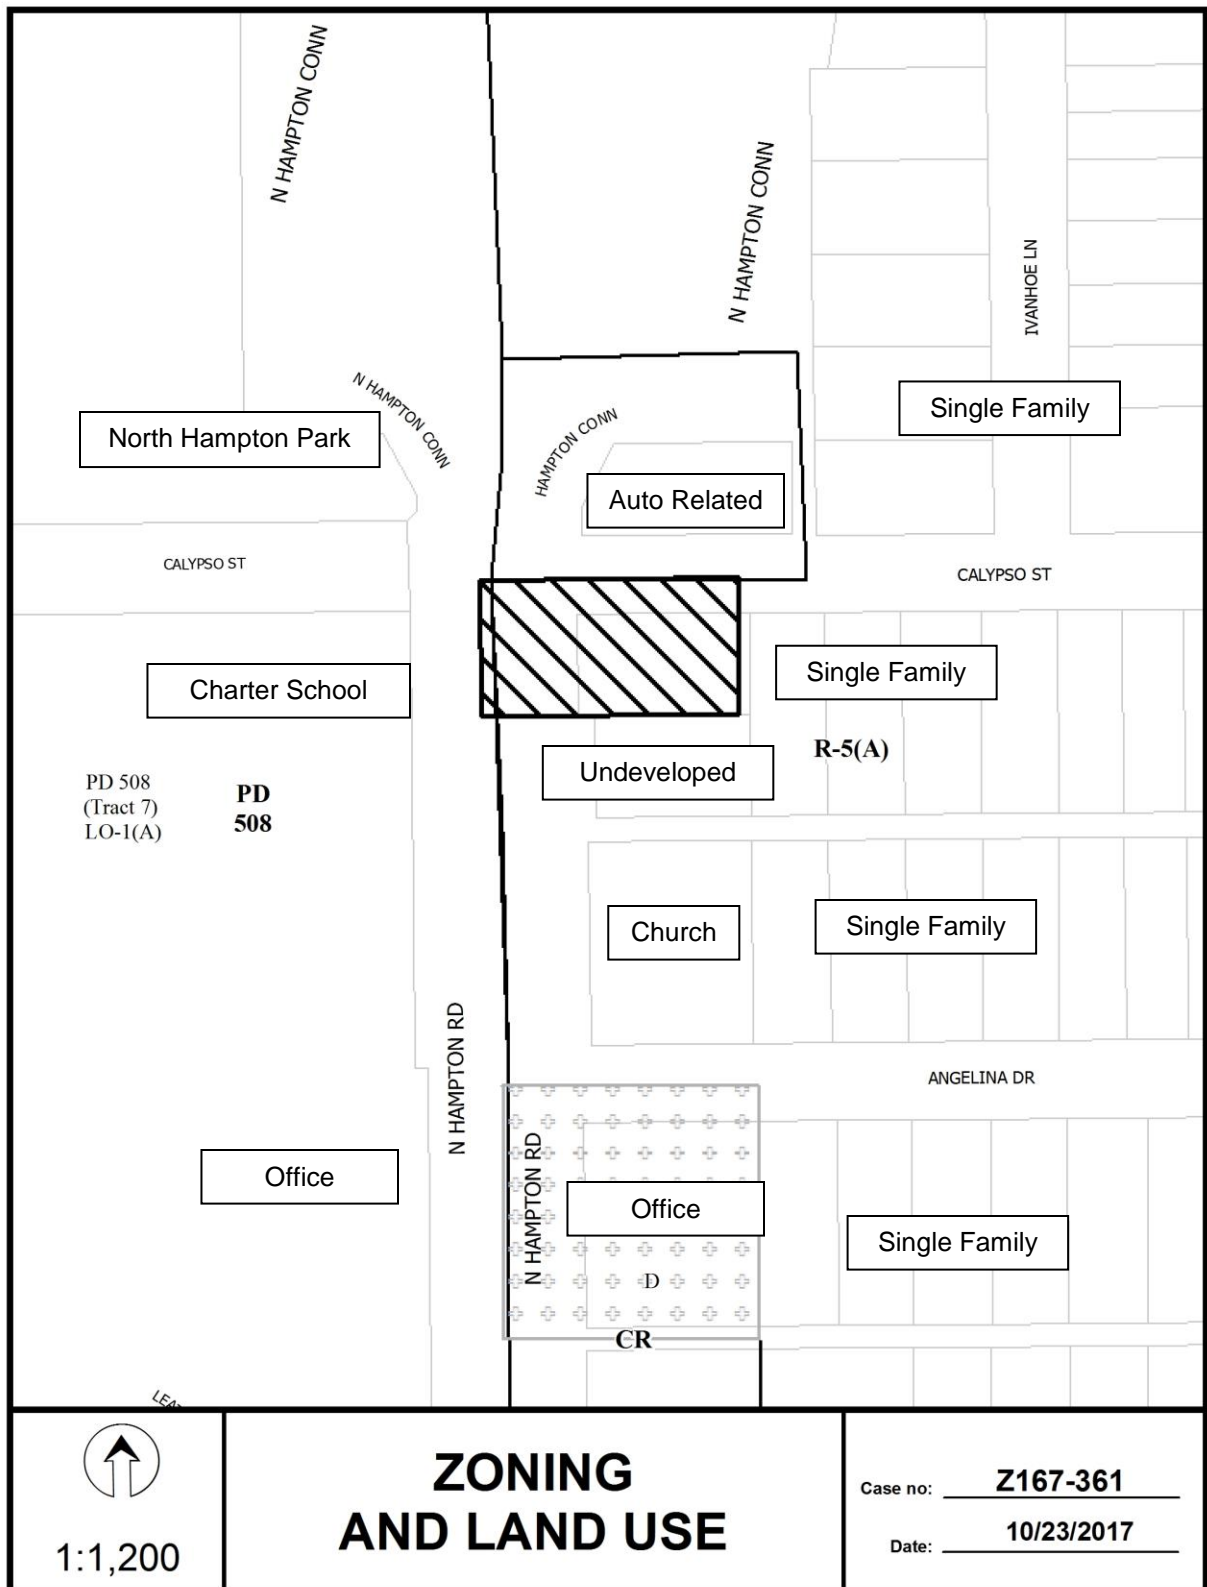 N HAMPTON CONN
N HAMPTON CONN
IVANHOE LN
N HAMPTON CONN
HAMPTON CONN
Single Family
North Hampton Park
Auto Related
CALYPSO ST
CALYPSO ST
Charter School
Single Family
Undeveloped
R-5(A)
PD 508
(Tract 7)
LO-1(A)
PD
508
Church
Single Family
N HAMPTON RD
ANGELINA DR
N HAMPTON RD
Office
Office
Single Family
D
CR
1:1,200
ZONING
AND LAND USE
Case no: Z167-361
Date: 10/23/2017